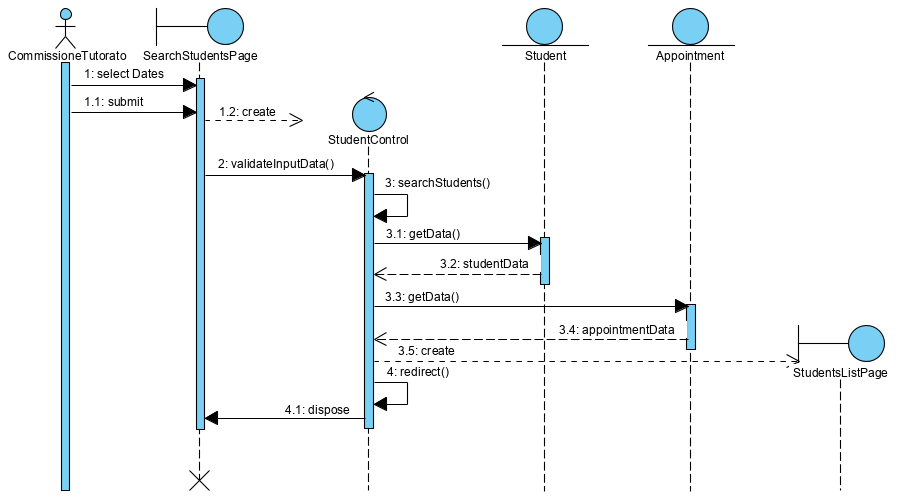 CommissioneTutorato
SearchStudentsPage
Student
Appointment
1: select Dates
1.1: submit
1.2: create
StudentControl
2: validateInputData()
3: searchStudents()
3.1: getData()
3.2: studentData
3.3: getData()
3.4: appointmentData
3.5: create
StudentsListPage
4: redirect()
4.1: dispose